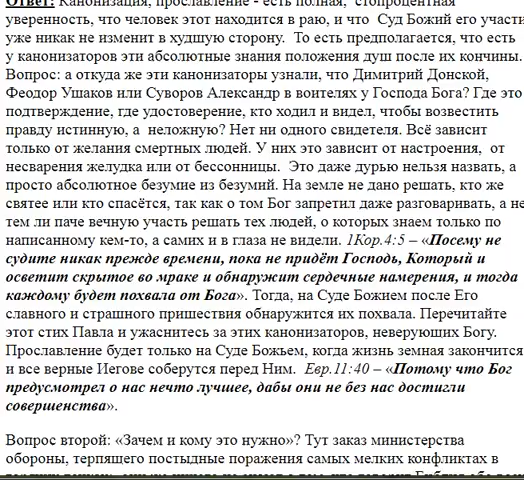 Ответ: Канонизация, прославление - есть полная,  стопроцентная
уверенность, что человек этот находится в раю, и что  Суд Божий его участи
уже никак не изменит в худшую сторону.  То есть предполагается, что есть
у канонизаторов эти абсолютные знания положения душ после их кончины.
Вопрос: а откуда же эти канонизаторы узнали, что Димитрий Донской,
Феодор Ушаков или Суворов Александр в воителях у Господа Бога? Где это
подтверждение, где удостоверение, кто ходил и видел, чтобы возвестить
правду истинную, а  неложную? Нет ни одного свидетеля. Всё зависит
только от желания смертных людей. У них это зависит от настроения,  от
несварения желудка или от бессонницы.  Это даже дурью нельзя назвать, а
просто абсолютное безумие из безумий. На земле не дано решать, кто же
святее или кто спасётся, так как о том Бог запретил даже разговаривать, а не
тем ли паче вечную участь решать тех людей, о которых знаем только по
написанному кем-то, а самих и в глаза не видели. 1Кор.4:5 – «Посему не
судите никак прежде времени, пока не придёт Господь, Который и
осветит скрытое во мраке и обнаружит сердечные намерения, и тогда
каждому будет похвала от Бога». Тогда, на Суде Божием после Его
славного и страшного пришествия обнаружится их похвала. Перечитайте
этот стих Павла и ужаснитесь за этих канонизаторов, неверующих Богу.
Прославление будет только на Суде Божьем, когда жизнь земная закончится
и все верные Иегове соберутся перед Ним.  Евр.11:40 – «Потому что Бог
предусмотрел о нас нечто лучшее, дабы они не без нас достигли
совершенства».
Вопрос второй: «Зачем и кому это нужно»? Тут заказ министерства
обороны, терпящего постыдные поражения самых мелких конфликтах в